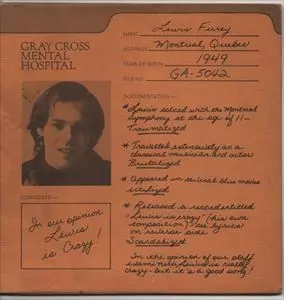 NAME Lewis Furey
GRAY CROSS
MENTAL
HOSPITAL
ADDRESS Montreal, Quebec
YEAR OF BIRTH 1949
FILE NO. GA-5042
DOCUMENTATION:
* Lewis soloed with the Montreal
Symphony at the age of 11-
Traumatized
* Travelled extensively as a
classical musician and actor
Brutalized
* Appeared in several blue movies
Sterilized
* Released a record entitled
"Lewis is crazy" (his own
composition) see lyrics
on reverse side
Scandalized
In the opinion of our staff
Lewis is really
crazy - but it's a good song!
COMMENTS:
In our opinion
Lewis
is Crazy!